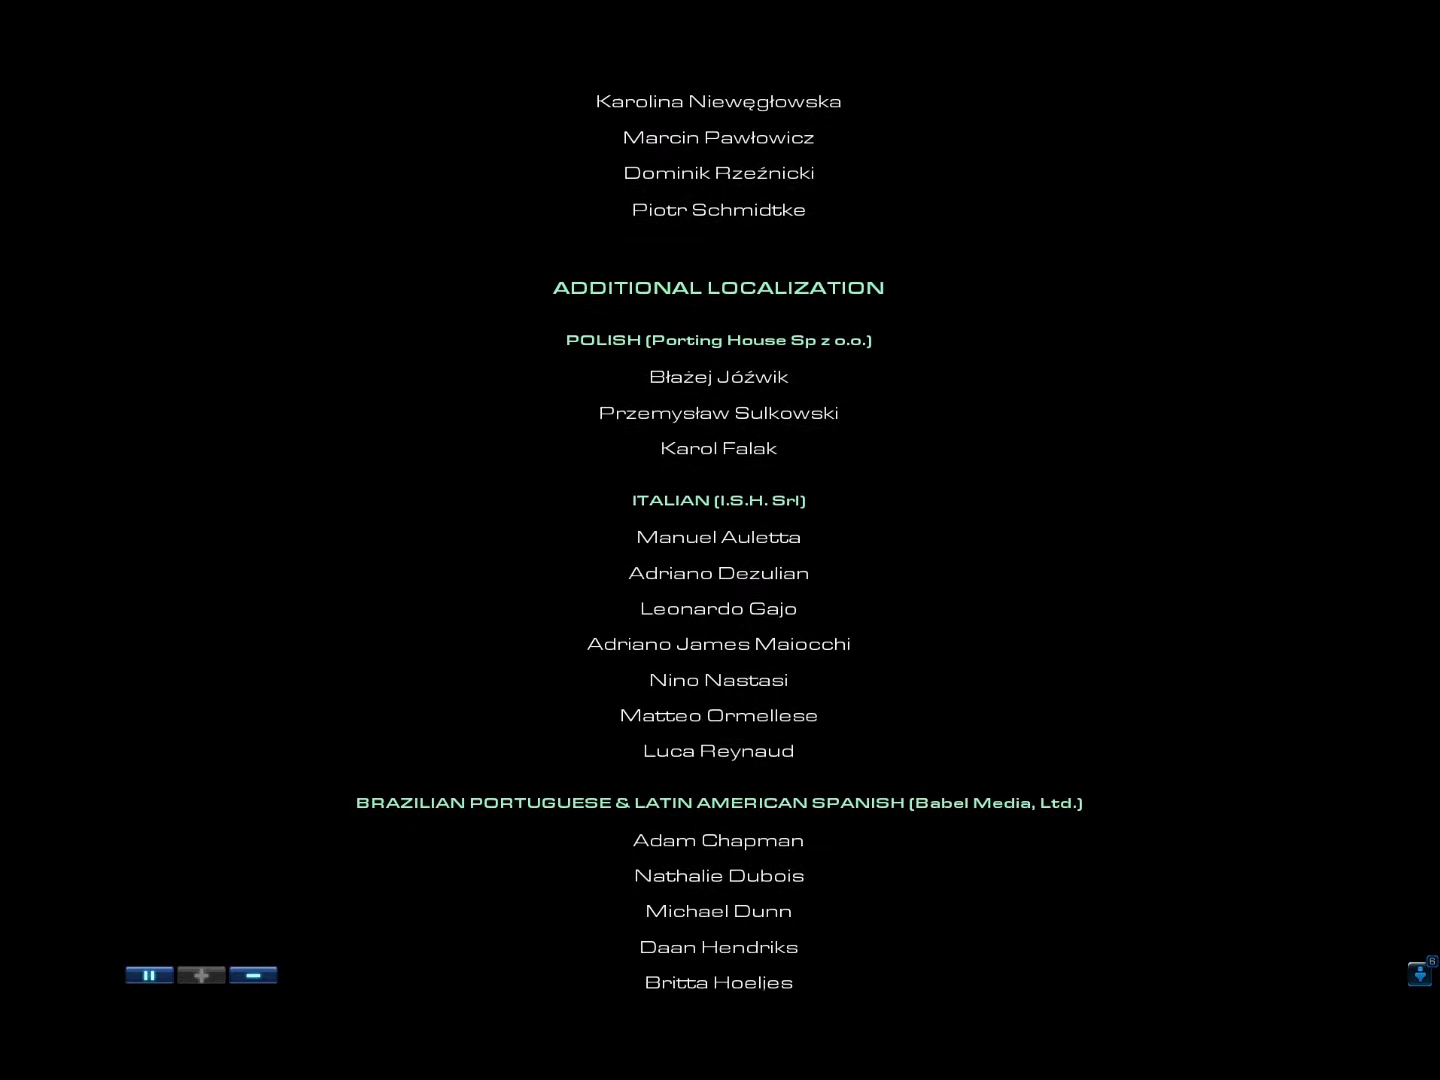 Karolina Niewęgłowska
Marcin Pawłowicz
Dominik Rzeźnicki
Piotr Schmidtke
ADDITIONAL LOCALIZATION
POLISH (Porting House Sp z o.o.)
Błażej Jóźwik
Przemysław Sulkowski
Karol Falak
ITALIAN (I.S.H. Srl)
Manuel Auletta
Adriano Dezulian
Leonardo Gajo
Adriano James Maiocchi
Nino Nastasi
Matteo Ormellese
Luca Reynaud
BRAZILIAN PORTUGUESE & LATIN AMERICAN SPANISH (Babel Media, Ltd.)
Adam Chapman
Nathalie Dubois
Michael Dunn
Daan Hendriks
Britta Hoeljes
6